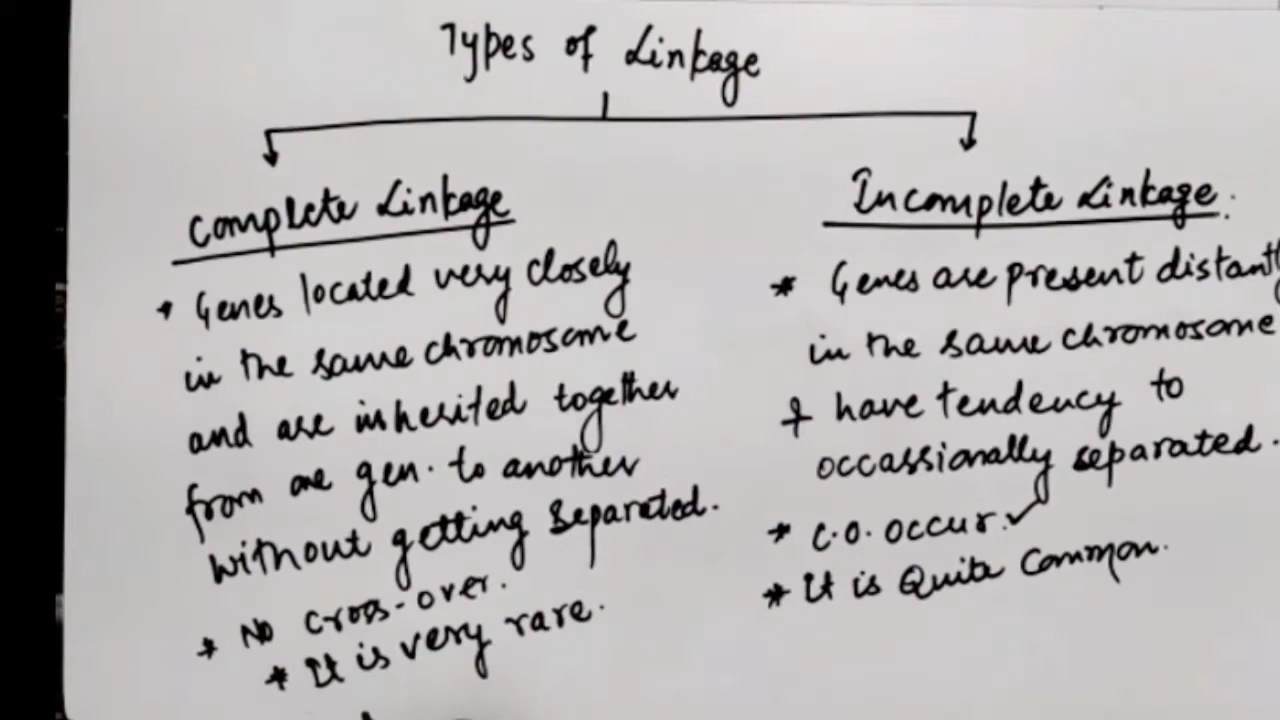 Types of Linkage
Complete Linkage
* Genes located very closely
in the same chromosome
and are inherited together
from one gen. to another
without getting separated.
* No cross-over.
* It is very rare.
Incomplete Linkage.
* Genes are present distantl
in the same chromosome
& have tendency to
occassionally separated.
* C.O. occur. ✓
* It is Quite Common.